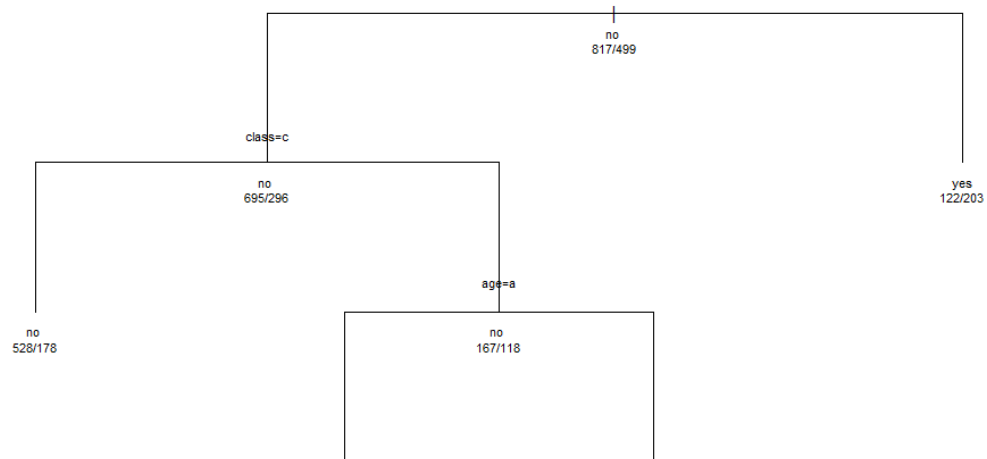 no
817/499
class=c
no
695/296
yes
122/203
age=a
no
528/178
no
167/118